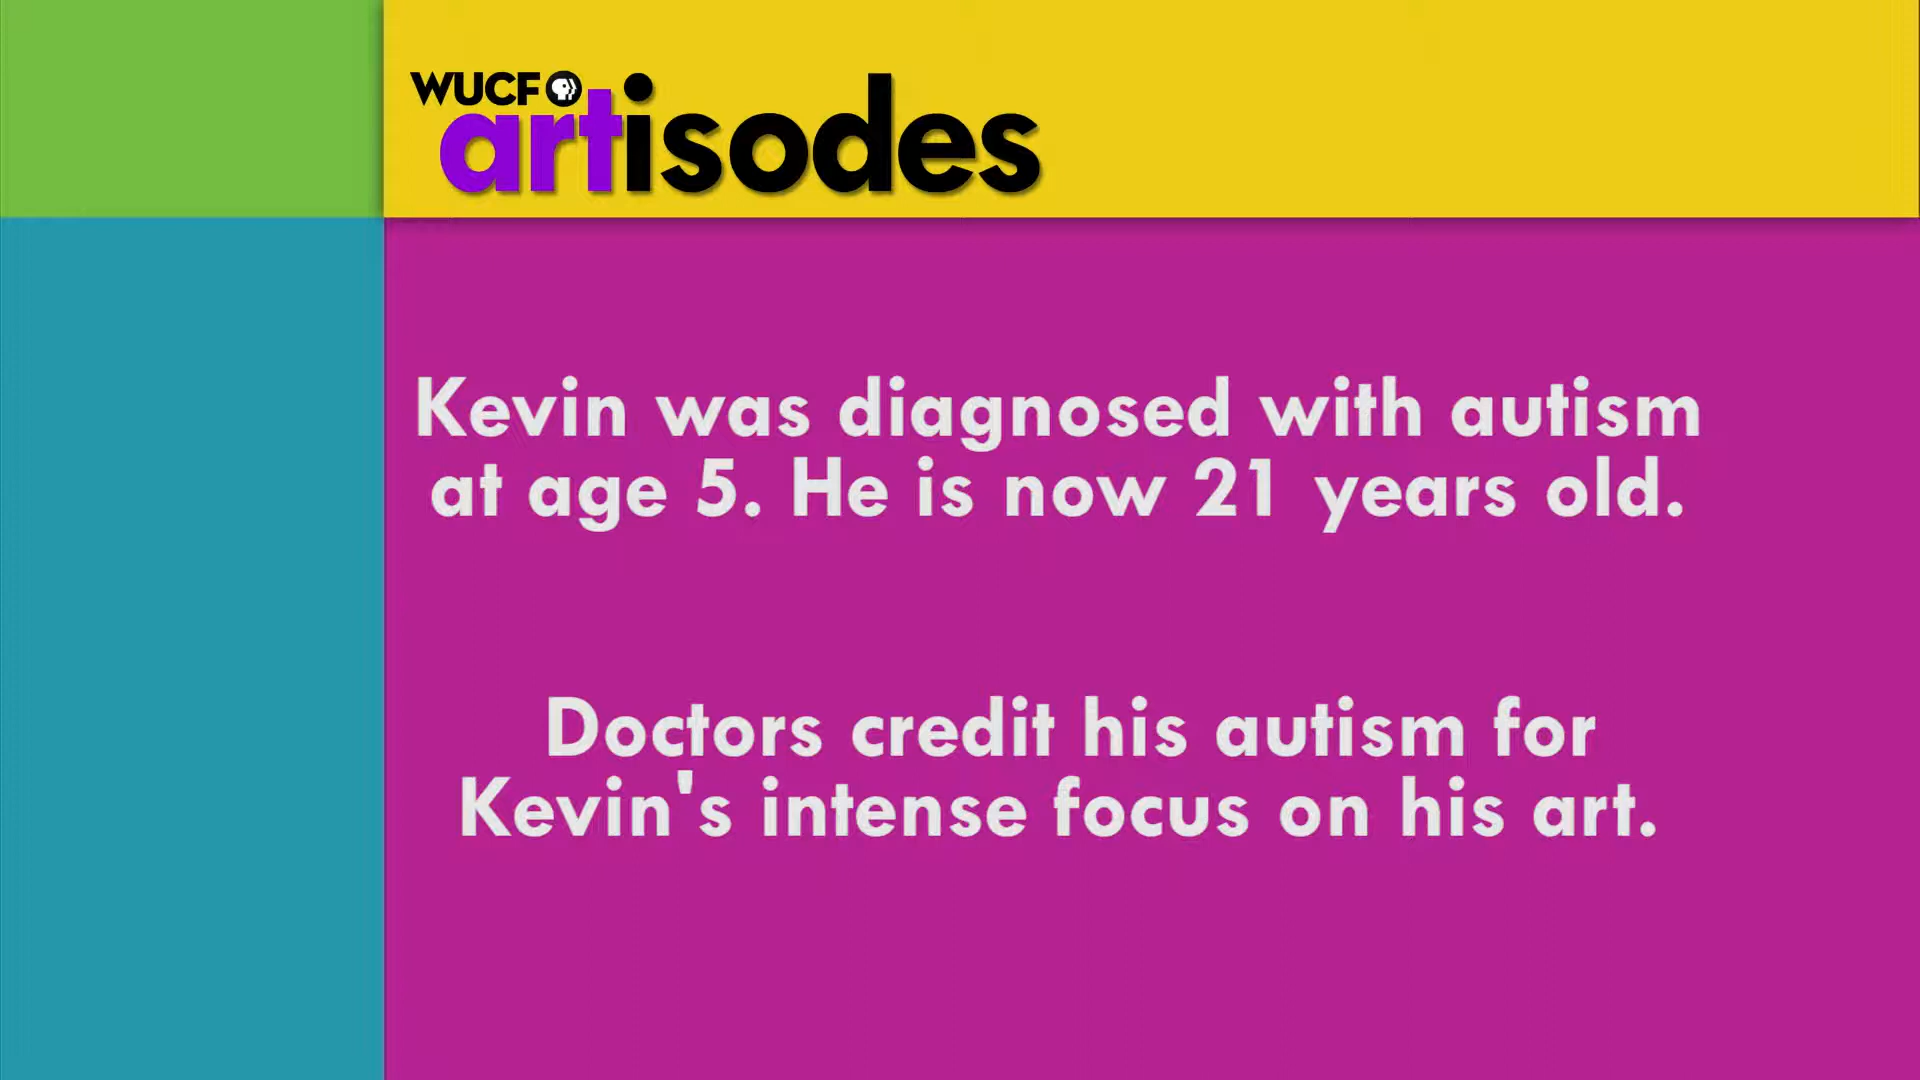 WUCF
artisodes
Kevin was diagnosed with autism
at age 5. He is now 21 years old.
Doctors credit his autism for
Kevin's intense focus on his art.